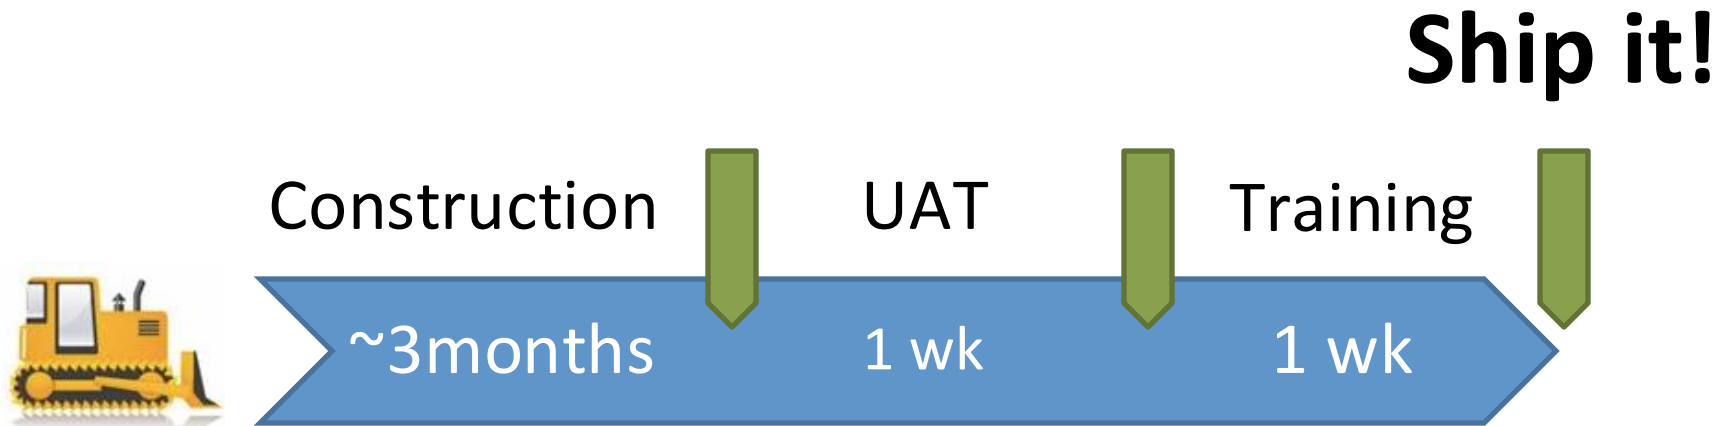 Ship it!
Construction UAT Training
~3months 1 wk 1 wk